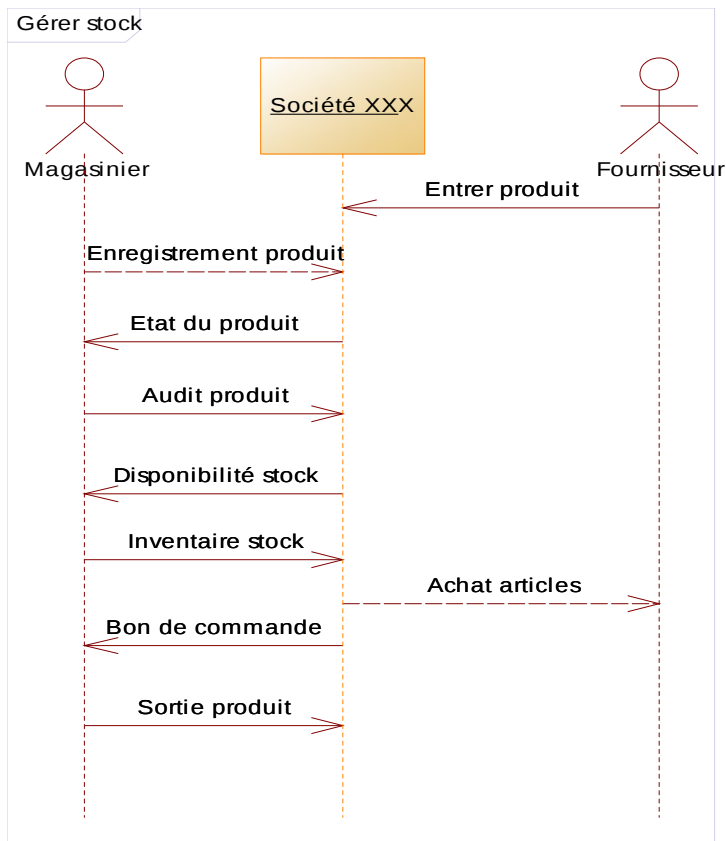 Gérer stock
Société XXX
Magasinier
Fournisseur
Entrer produit
Enregistrement produit
Etat du produit
Audit produit
Disponibilité stock
Inventaire stock
Achat articles
Bon de commande
Sortie produit